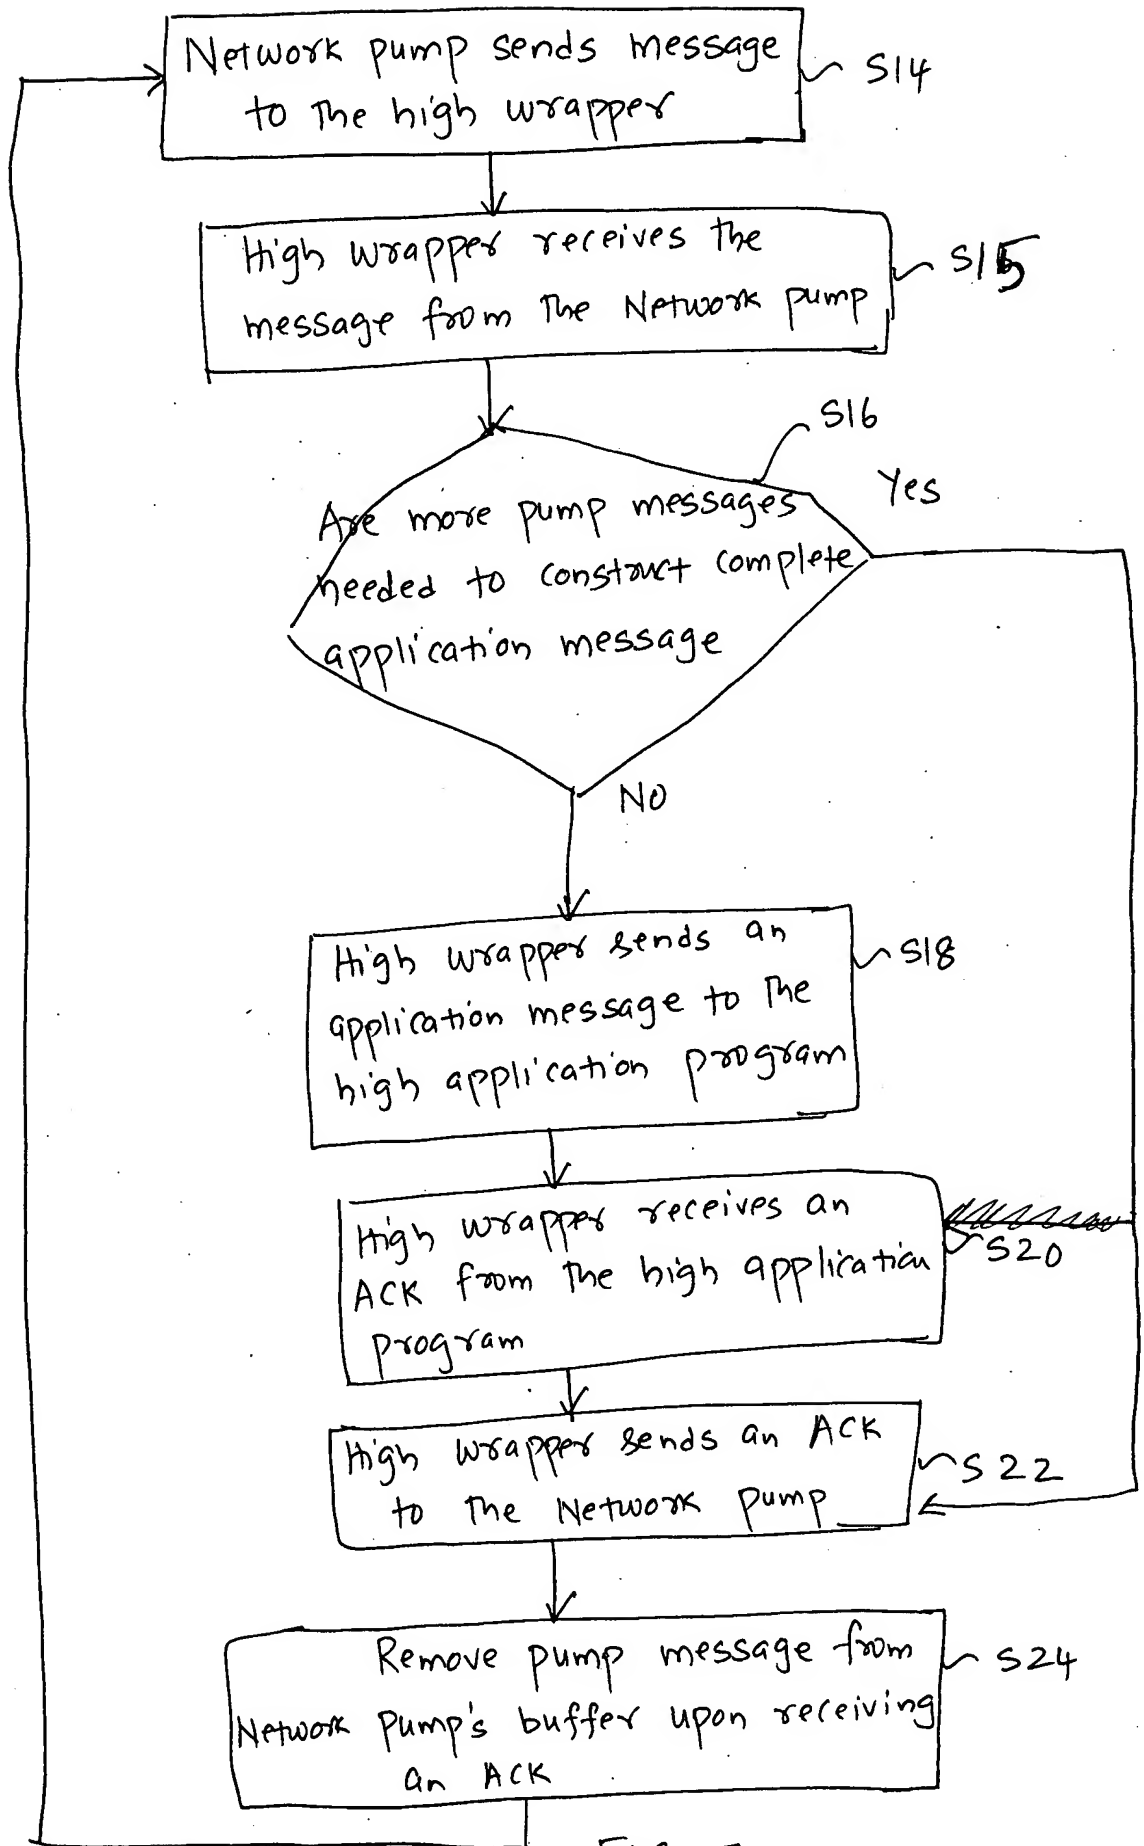 Network pump sends message
to the high wrapper
S14
High wrapper receives the
message from the Network pump
S15
S16
Yes
Are more pump messages
needed to construct complete
application message
NO
High wrapper sends an
application message to the
high application program
S18
High wrapper receives an
ACK from the high application
program
S20
High wrapper sends an ACK
to the Network pump
S22
Remove pump message from
Network pump's buffer upon receiving
an ACK
S24